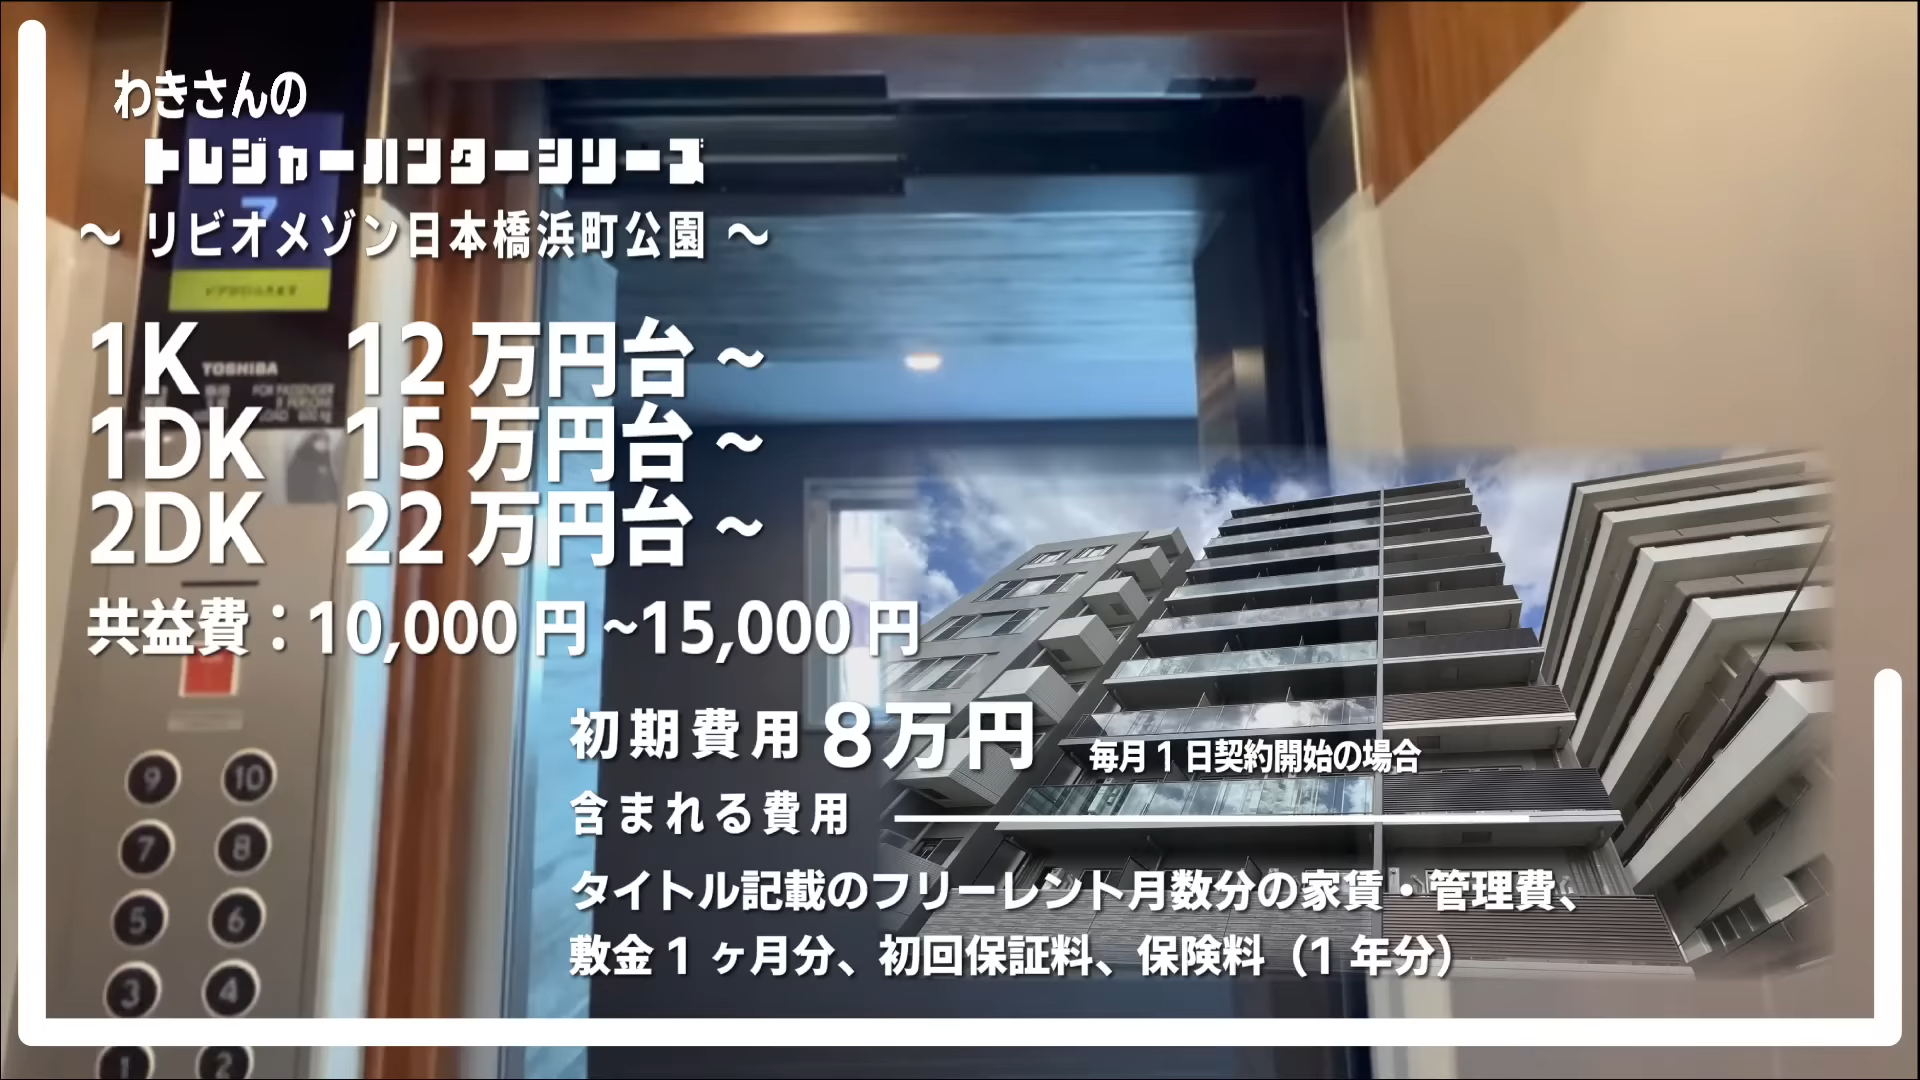 わきさんの
トレジャーハンターシリーズ
～ リビオメゾン日本橋浜町公園 ～
1K 12万円台～
1DK 15万円台～
2DK 22万円台～
共益費：10,000円~15,000円
初期費用8万円 毎月1日契約開始の場合
含まれる費用
タイトル記載のフリーレント月数分の家賃・管理費、
敷金1ヶ月分、初回保証料、保険料（1年分）
7
TOSHIBA
9 10
7 8
5 6
3 4
1 2